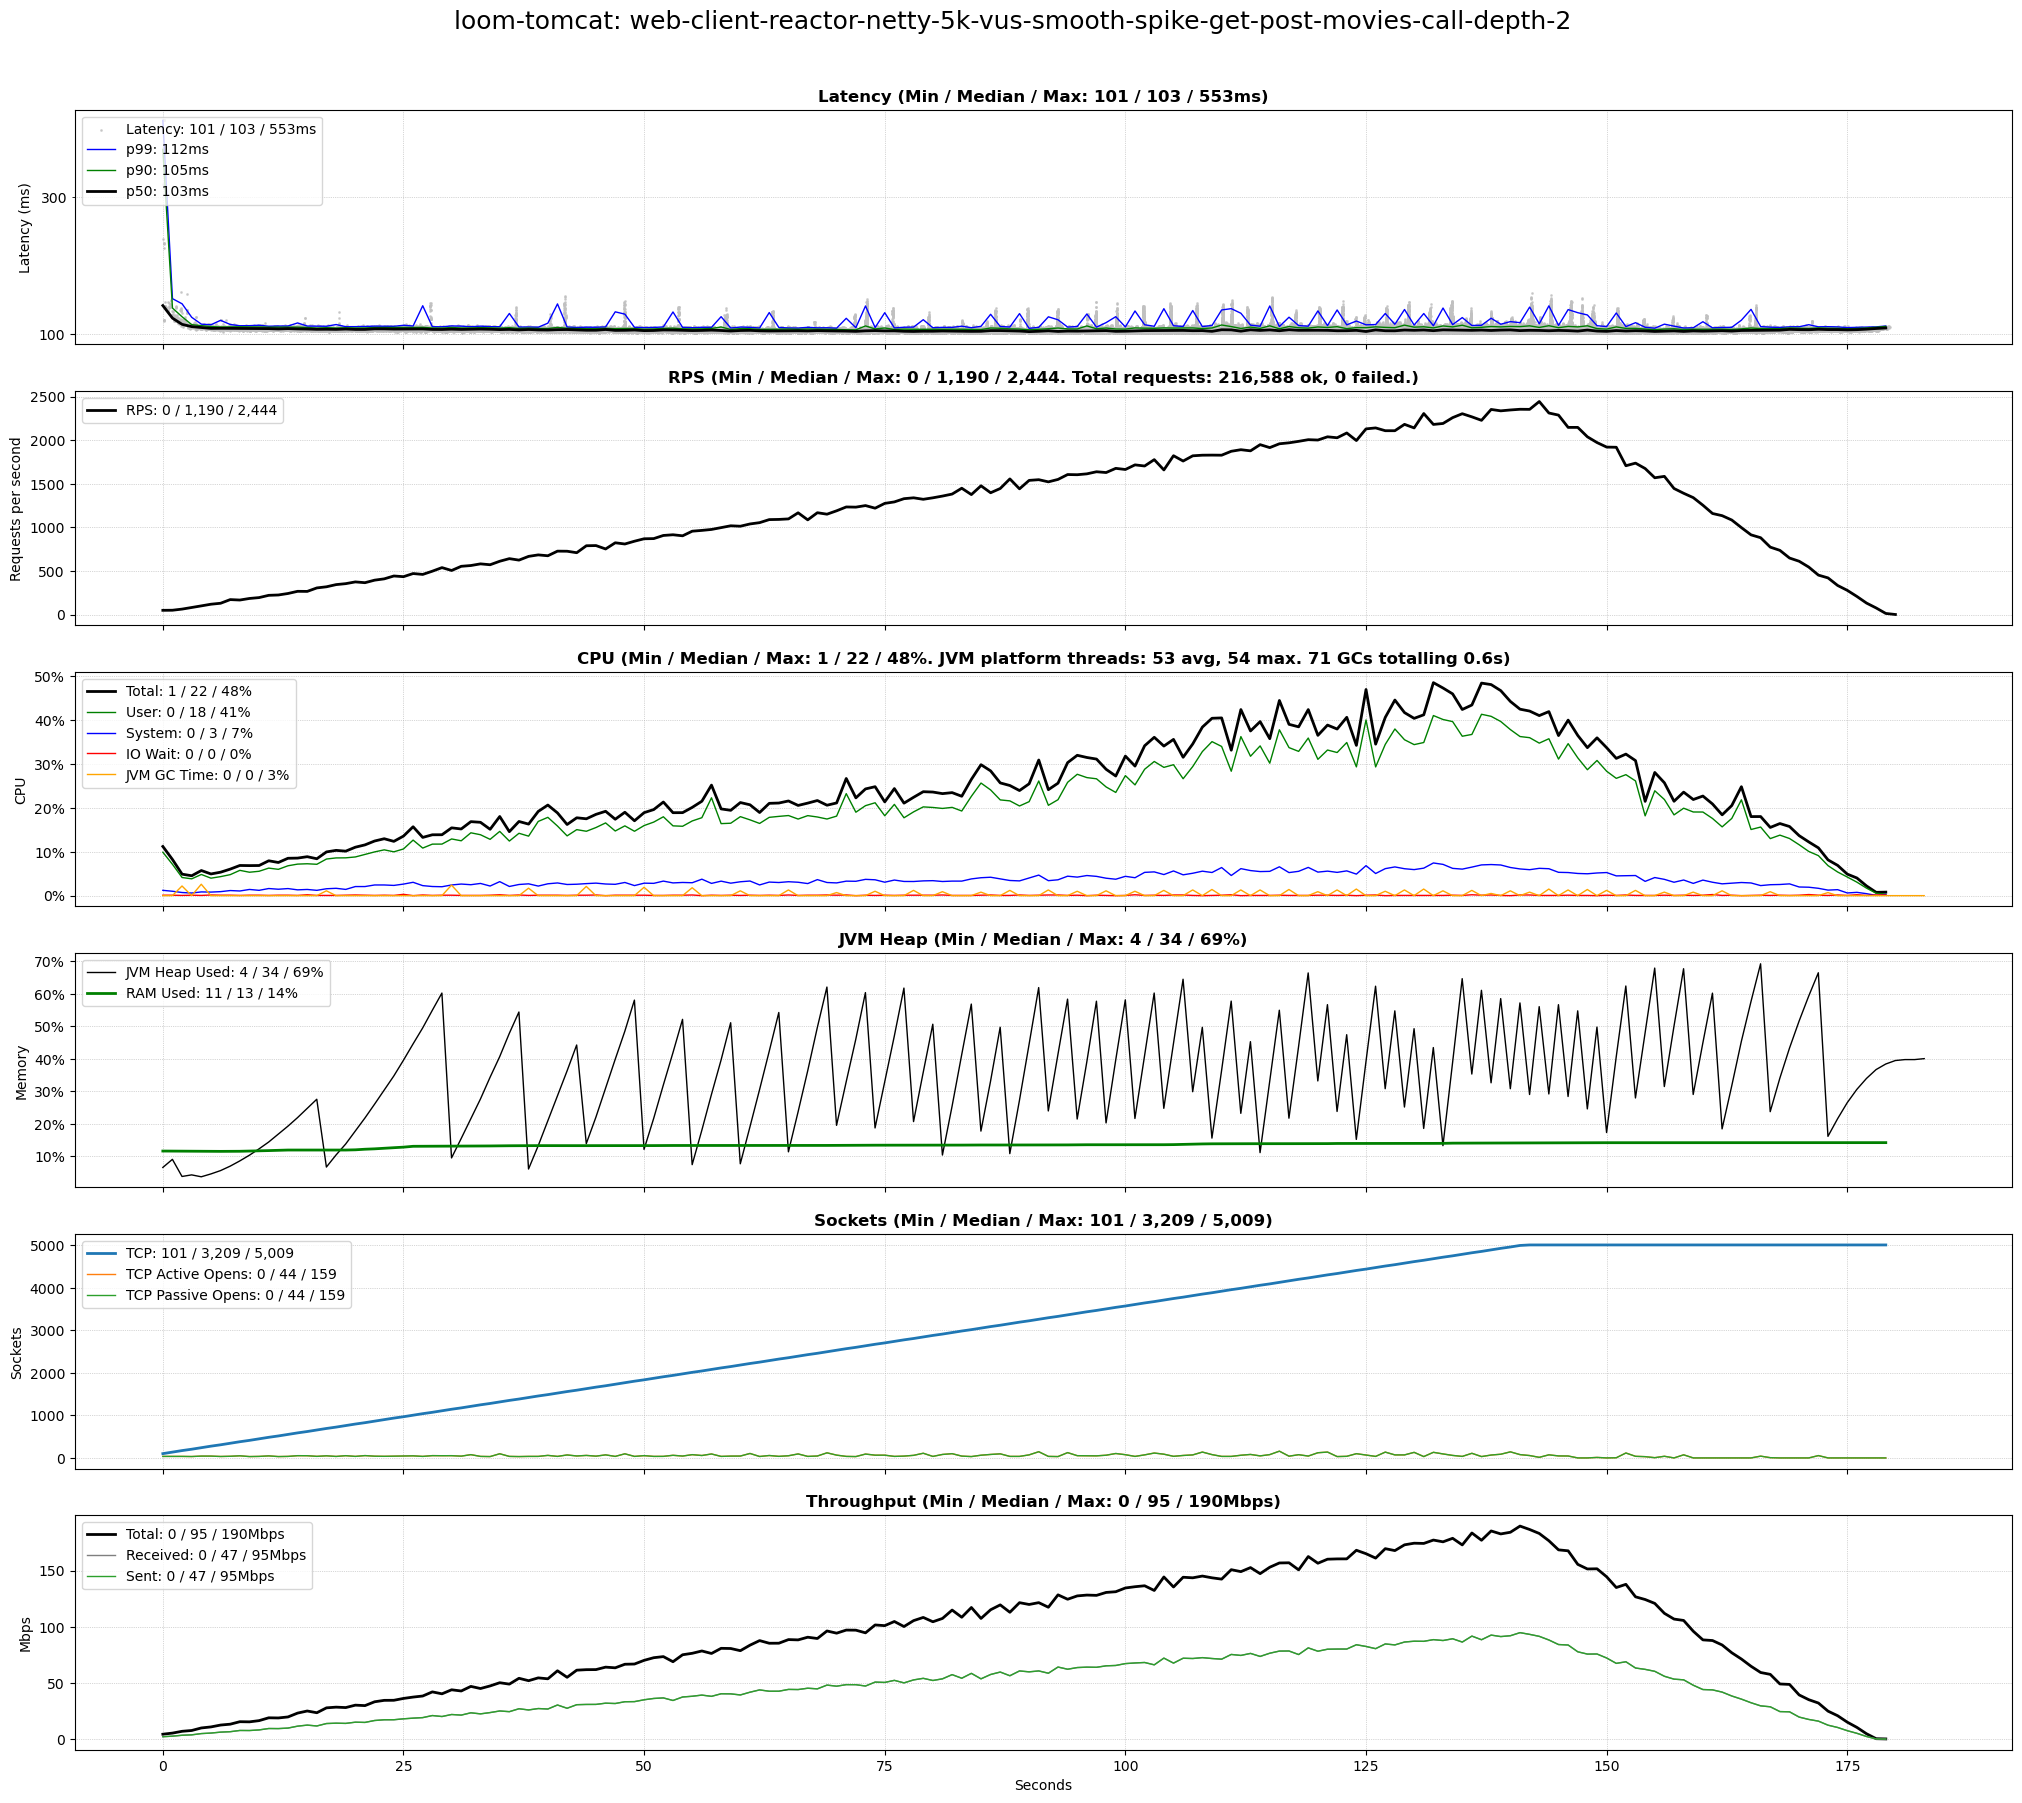 loom-tomcat: web-client-reactor-netty-5k-vus-smooth-spike-get-post-movies-call-depth-2
Latency (Min / Median / Max: 101 / 103 / 553ms)
Latency: 101 / 103 / 553ms
p99: 112ms
p90: 105ms
p50: 103ms
Latency (ms)
300
100
RPS (Min / Median / Max: 0 / 1,190 / 2,444. Total requests: 216,588 ok, 0 failed.)
RPS: 0 / 1,190 / 2,444
Requests per second
2500
2000
1500
1000
500
0
CPU (Min / Median / Max: 1 / 22 / 48%. JVM platform threads: 53 avg, 54 max. 71 GCs totalling 0.6s)
Total: 1 / 22 / 48%
User: 0 / 18 / 41%
System: 0 / 3 / 7%
IO Wait: 0 / 0 / 0%
JVM GC Time: 0 / 0 / 3%
CPU
50%
40%
30%
20%
10%
0%
JVM Heap (Min / Median / Max: 4 / 34 / 69%)
JVM Heap Used: 4 / 34 / 69%
RAM Used: 11 / 13 / 14%
Memory
70%
60%
50%
40%
30%
20%
10%
Sockets (Min / Median / Max: 101 / 3,209 / 5,009)
TCP: 101 / 3,209 / 5,009
TCP Active Opens: 0 / 44 / 159
TCP Passive Opens: 0 / 44 / 159
Sockets
5000
4000
3000
2000
1000
0
Throughput (Min / Median / Max: 0 / 95 / 190Mbps)
Total: 0 / 95 / 190Mbps
Received: 0 / 47 / 95Mbps
Sent: 0 / 47 / 95Mbps
Mbps
150
100
50
0
0 25 50 75 100 125 150 175
Seconds